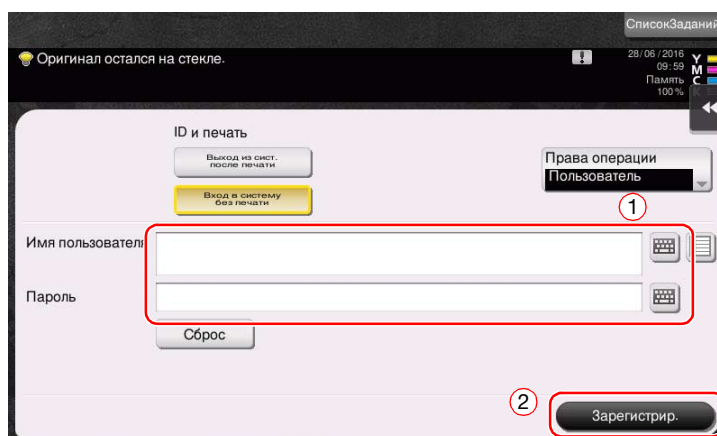 СписокЗаданий
Оригинал остался на стекле.
28/06/2016
09:59
Память
100 %
Y
M
C
K
ID и печать
Выход из сист.
после печати
Вход в систему
без печати
Права операции
Пользователь
1
Имя пользователя
Пароль
Сброс
2
Зарегистрир.